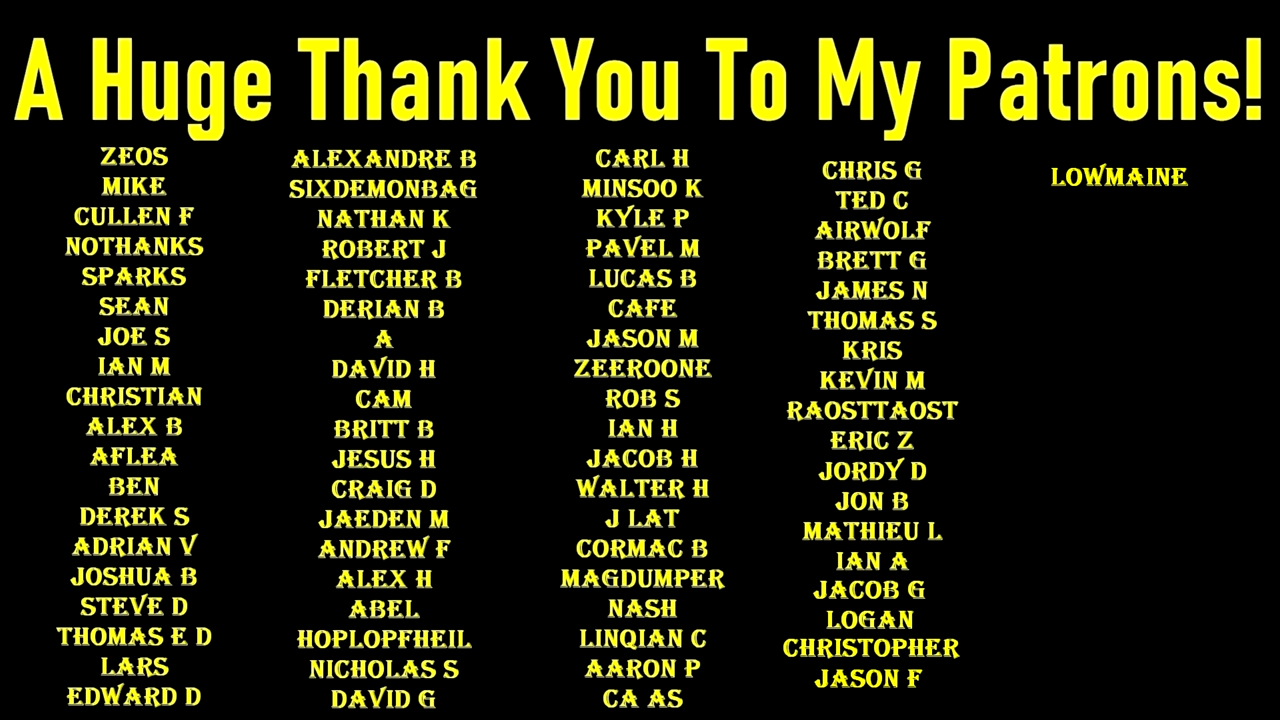 A Huge Thank You To My Patrons!
ZEOS
MIKE
CULLEN F
NOTHANKS
SPARKS
SEAN
JOE S
IAN M
CHRISTIAN
ALEX B
AFLEA
BEN
DEREK S
ADRIAN V
JOSHUA B
STEVE D
THOMAS E D
LARS
EDWARD D
ALEXANDRE B
SIXDEMONBAG
NATHAN K
ROBERT J
FLETCHER B
DERIAN B
A
DAVID H
CAM
BRITT B
JESUS H
CRAIG D
JAEDEN M
ANDREW F
ALEX H
ABEL
HOPLOPFHEIL
NICHOLAS S
DAVID G
CARL H
MINSOO K
KYLE P
PAVEL M
LUCAS B
CAFE
JASON M
ZEEROONE
ROB S
IAN H
JACOB H
WALTER H
J LAT
CORMAC B
MAGDUMPER
NASH
LINQIAN C
AARON P
CA AS
CHRIS G
TED C
AIRWOLF
BRETT G
JAMES N
THOMAS S
KRIS
KEVIN M
RAOSTTAOST
ERIC Z
JORDY D
JON B
MATHIEU L
IAN A
JACOB G
LOGAN
CHRISTOPHER
JASON F
LOWMAINE